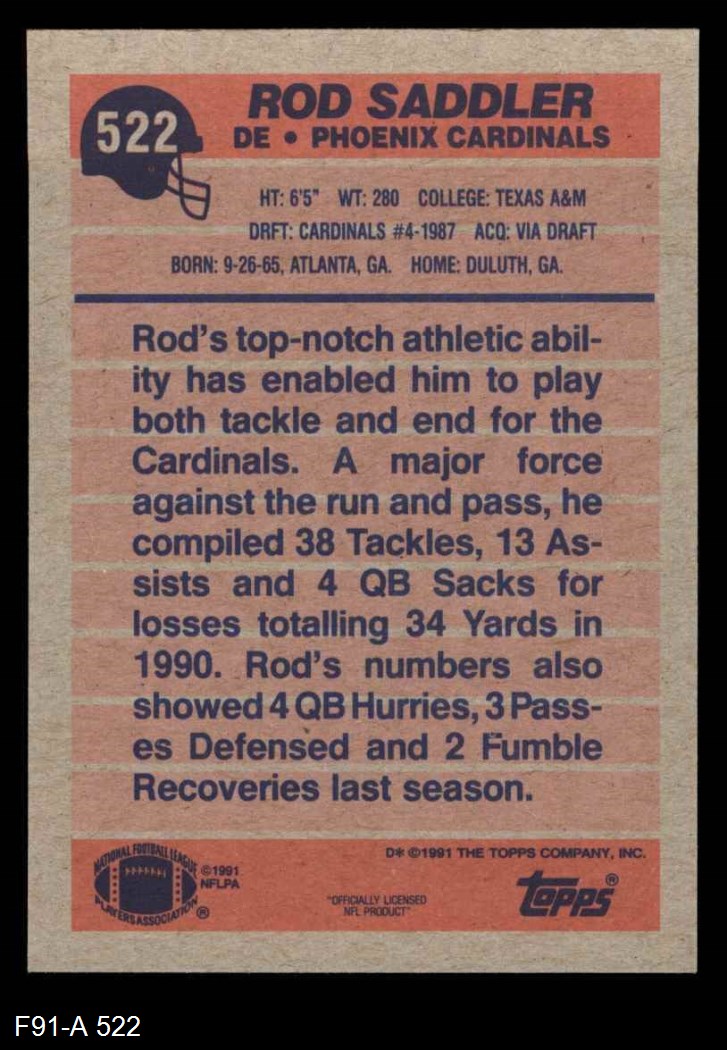 522
ROD SADDLER
DE • PHOENIX CARDINALS
HT: 6'5" WT: 280 COLLEGE: TEXAS A&M
DRFT: CARDINALS #4-1987 ACQ: VIA DRAFT
BORN: 9-26-65, ATLANTA, GA. HOME: DULUTH, GA.
Rod's top-notch athletic abil-
ity has enabled him to play
both tackle and end for the
Cardinals. A major force
against the run and pass, he
compiled 38 Tackles, 13 As-
sists and 4 QB Sacks for
losses totalling 34 Yards in
1990. Rod's numbers also
showed 4 QB Hurries, 3 Pass-
es Defensed and 2 Fumble
Recoveries last season.
NATIONAL FOOTBALL LEAGUE
PLAYERS ASSOCIATION ®
©1991
NFLPA
"OFFICIALLY LICENSED
NFL PRODUCT"
D* ©1991 THE TOPPS COMPANY, INC.
Topps®
F91-A 522